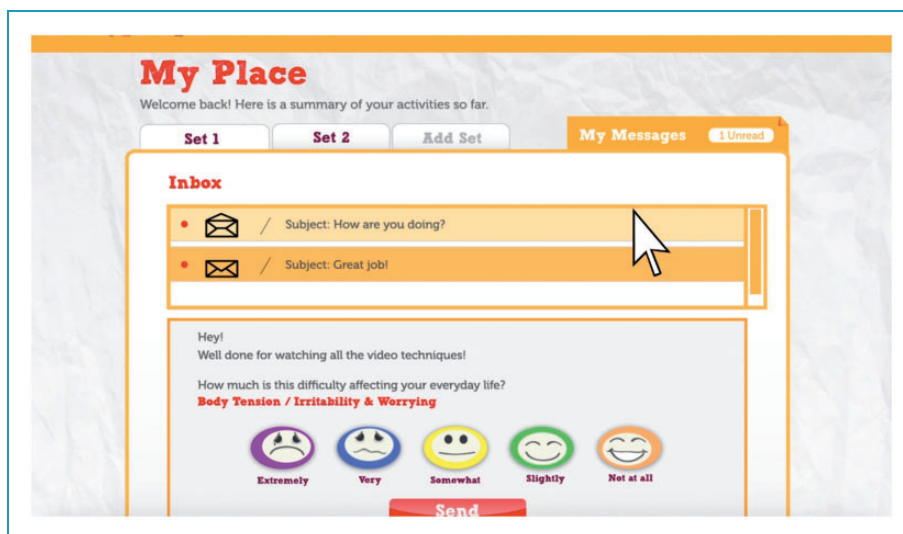 My Place
Welcome back! Here is a summary of your activities so far.
Set 1 Set 2 Add Set My Messages 1 Unread
Inbox
Subject: How are you doing?
Subject: Great job!
Hey!
Well done for watching all the video techniques!
How much is this difficulty affecting your everyday life?
Body Tension / Irritability & Worrying
Extremely Very Somewhat Slightly Not at all
Send